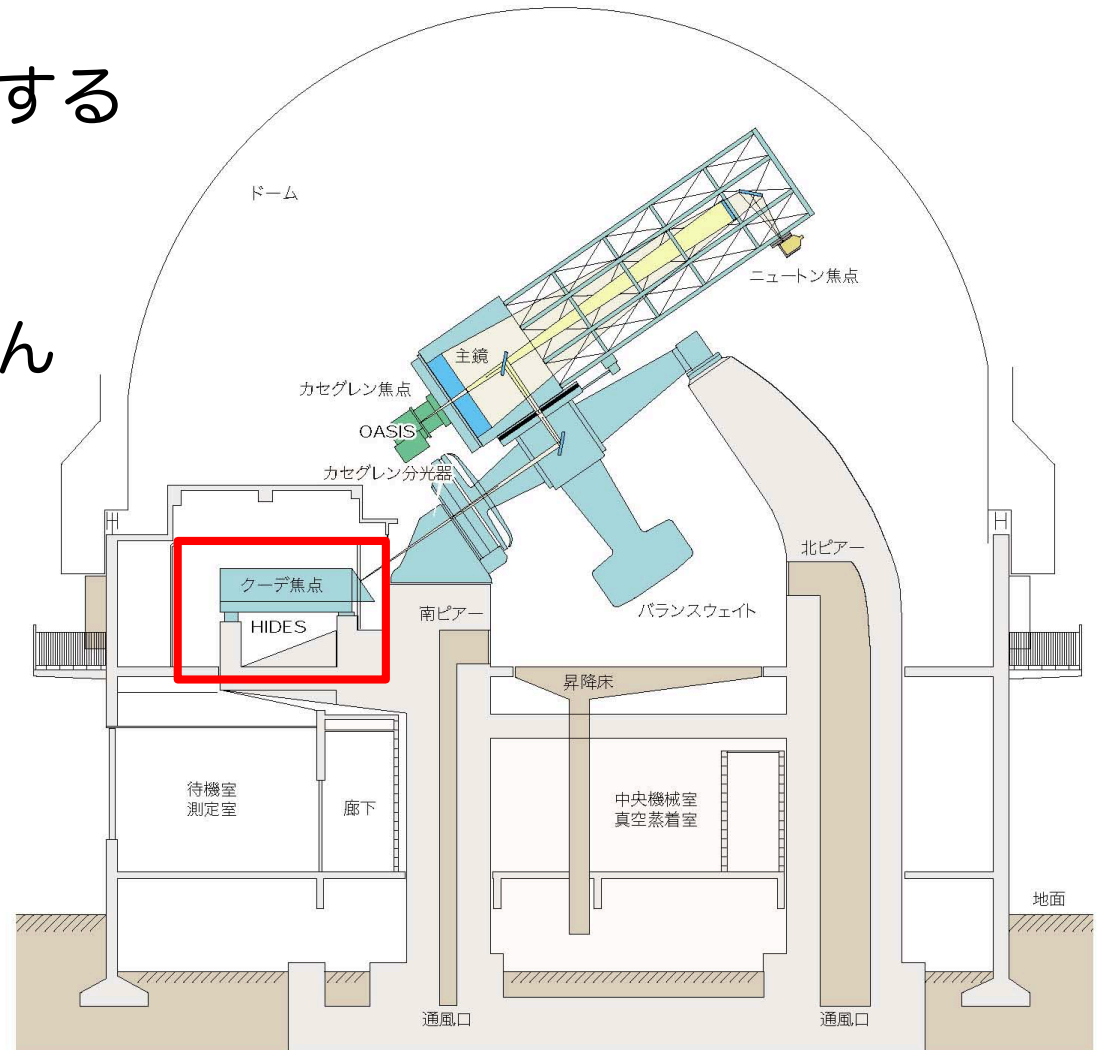 する
ん
ドーム
ニュートン焦点
主鏡
カセグレン焦点
OASIS
カセグレン分光器
クーデ焦点
HIDES
南ピアー
北ピアー
バランスウェイト
昇降床
待機室
測定室
廊下
中央機械室
真空蒸着室
地面
通風口
通風口